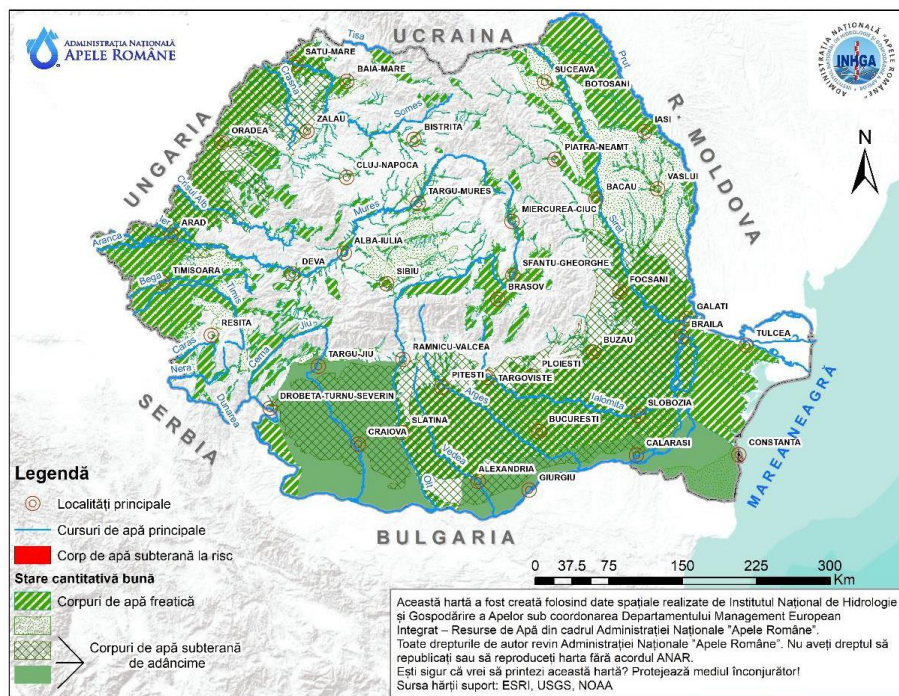 ADMINISTRAȚIA NAȚIONALĂ
APELE ROMÂNE
ADMINISTRAȚIA NAȚIONALĂ "APELE ROMÂNE"
INHGA
UCRAINA
UNGARIA
R. MOLDOVA
SERBIA
BULGARIA
MAREA NEAGRĂ
N
Tisa
SATU-MARE
BAIA-MARE
SUCEAVA
BOTOSANI
Prut
Crasna
Somes
ZALAU
BISTRITA
IASI
ORADEA
PIATRA-NEAMT
CLUJ-NAPOCA
TARGU-MURES
BACAU
VASLUI
Crisul Alb
Mures
MIERCUREA-CIUC
Siret
Ier
ARAD
Aranca
ALBA-IULIA
Bega
TIMISOARA
DEVA
SIBIU
SFANTU-GHEORGHE
BRASOV
FOCSANI
Timis
GALATI
BRAILA
TULCEA
RESITA
Caras
Nera
Cerna
Jiu
TARGU-JIU
RAMNICU-VALCEA
BUZAU
PLOIESTI
PITESTI
TARGOVISTE
Dunarea
DROBETA-TURNU-SEVERIN
Arges
Ialomita
SLOBOZIA
CRAIOVA
SLATINA
BUCURESTI
CALARASI
CONSTANTA
Vedea
ALEXANDRIA
GIURGIU
Olt
Legendă
Localități principale
Cursuri de apă principale
Corp de apă subterană la risc
Stare cantitativă bună
Corpuri de apă freatică
Corpuri de apă subterană
de adâncime
0 37.5 75 150 225 300
Km
Această hartă a fost creată folosind date spațiale realizate de Institutul Național de Hidrologie
și Gospodărire a Apelor sub coordonarea Departamentului Management European
Integrat – Resurse de Apă din cadrul Administrației Naționale "Apele Române".
Toate drepturile de autor revin Administrației Naționale "Apele Române". Nu aveți dreptul să
republicați sau să reproduceți harta fără acordul ANAR.
Ești sigur că vrei să printezi această hartă? Protejează mediul înconjurător!
Sursa hărții suport: ESRI, USGS, NOAA